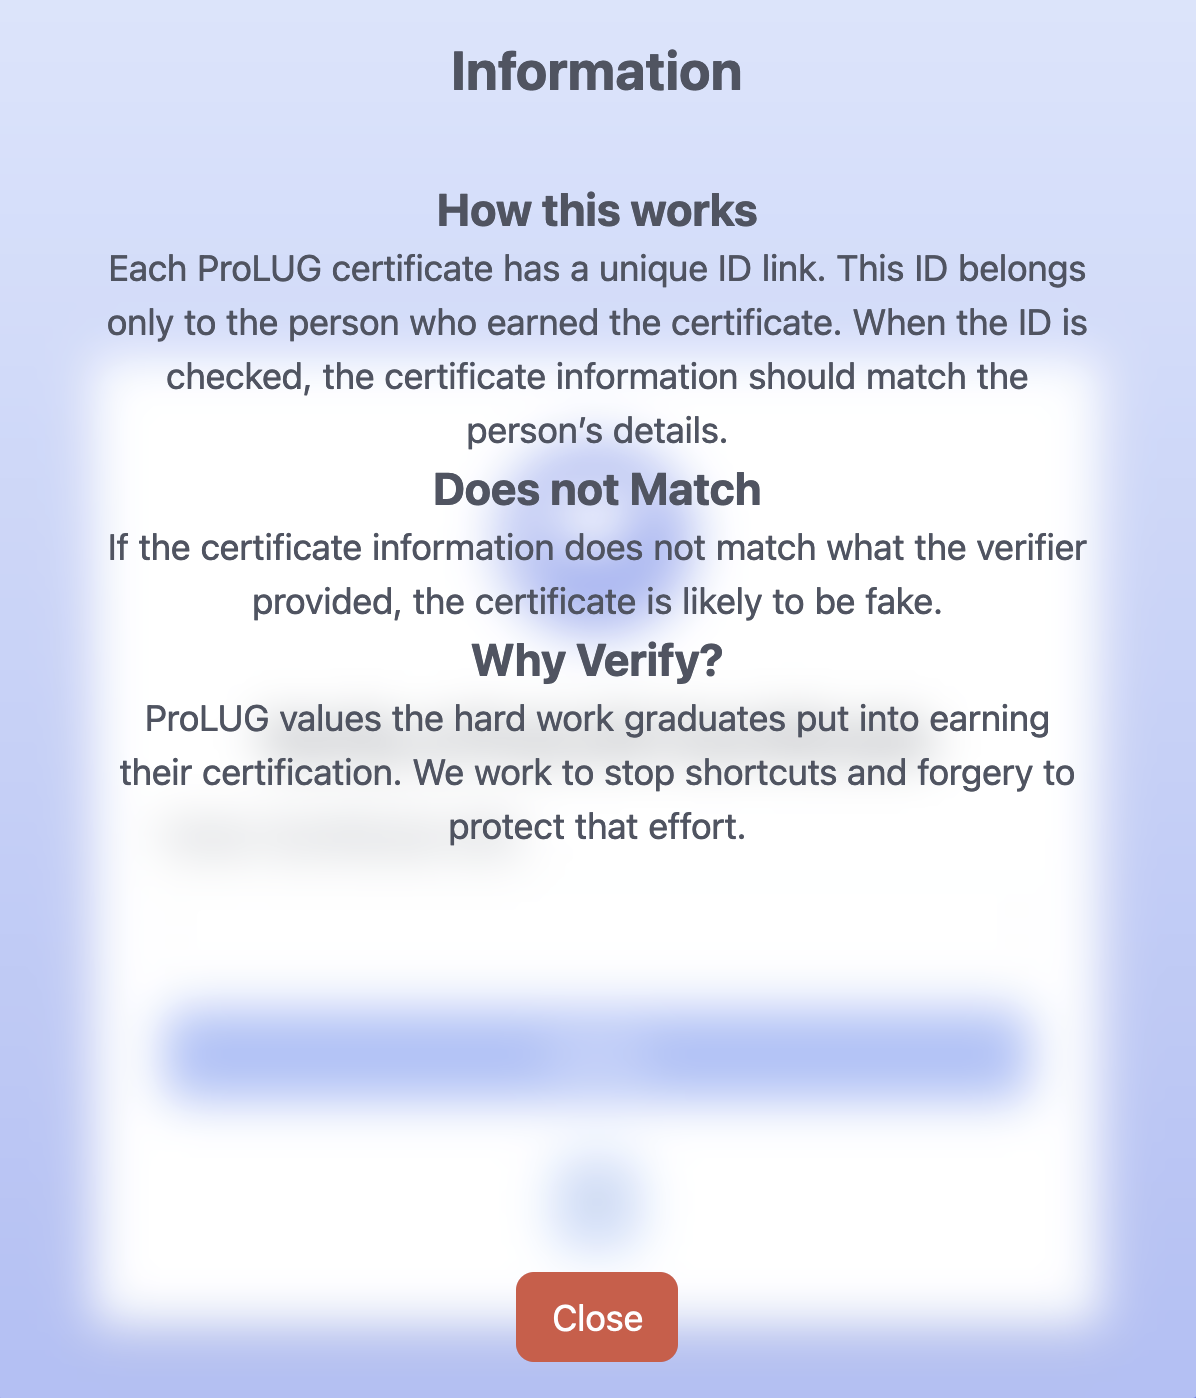 Information
How this works
Each ProLUG certificate has a unique ID link. This ID belongs
only to the person who earned the certificate. When the ID is
checked, the certificate information should match the
person’s details.
Does not Match
If the certificate information does not match what the verifier
provided, the certificate is likely to be fake.
Why Verify?
ProLUG values the hard work graduates put into earning
their certification. We work to stop shortcuts and forgery to
protect that effort.
Close